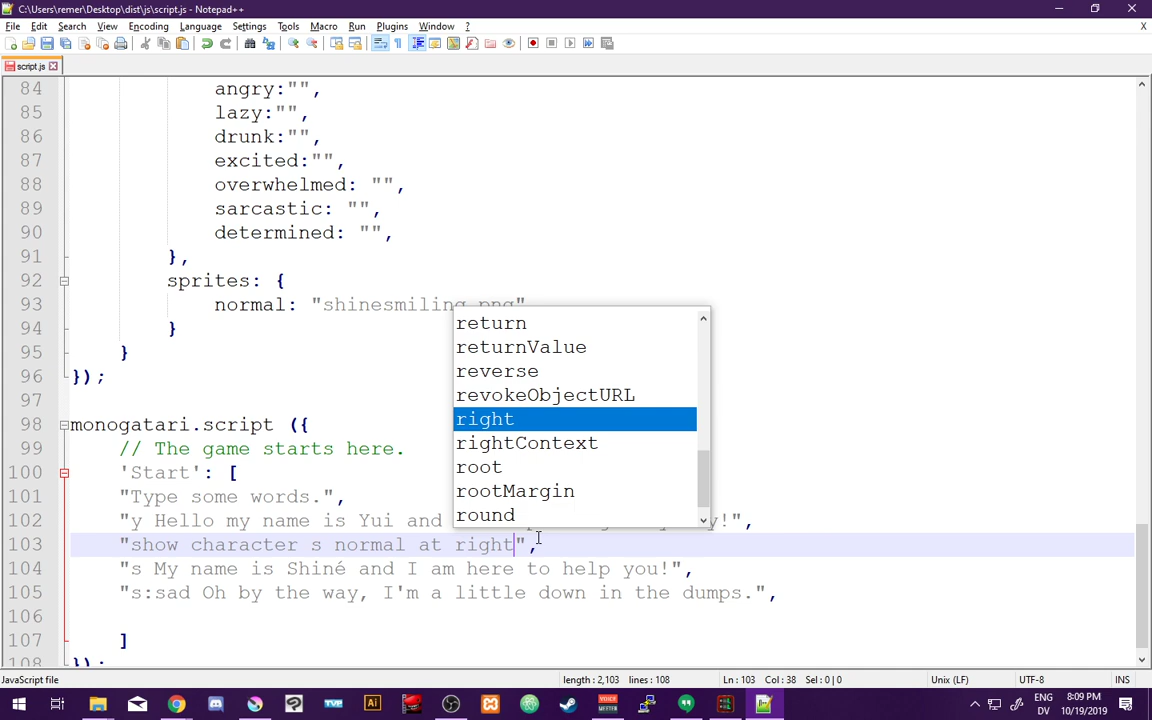 C:\Users\remer\Desktop\dist\js\script.js - Notepad++
File Edit Search View Encoding Language Settings Tools Macro Run Plugins Window ? X
script.js
84 angry:"",
85 lazy:"",
86 drunk:"",
87 excited:"",
88 overwhelmed: "",
89 sarcastic: "",
90 determined: "",
91 },
92 sprites: {
93 normal: "shinesmiling.png"
94 }
95 }
96 });
97
98 monogatari.script ({
99 // The game starts here.
100 'Start': [
101 "Type some words.",
102 "y Hello my name is Yui and y!",
103 "show character s normal at right",
104 "s My name is Shiné and I am here to help you!",
105 "s:sad Oh by the way, I'm a little down in the dumps.",
106
107 ]
108 });
return
returnValue
reverse
revokeObjectURL
right
rightContext
root
rootMargin
round
JavaScript file length : 2,103 lines : 108 Ln : 103 Col : 38 Sel : 0 | 0 Unix (LF) UTF-8 INS
ENG 8:09 PM
DV 10/19/2019